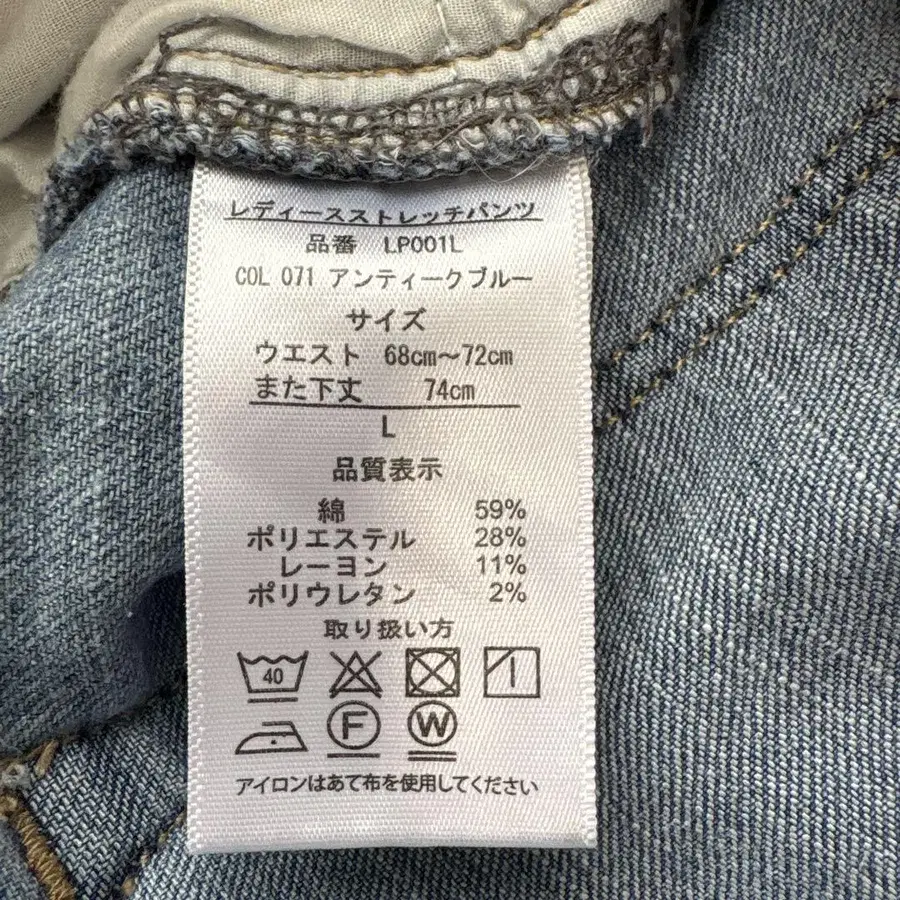 レディースストレッチパンツ
品番 LP001L
COL 071 アンティークブルー
サイズ
ウエスト 68cm～72cm
また下丈 74cm
L
品質表示
綿 59%
ポリエステル 28%
レーヨン 11%
ポリウレタン 2%
取り扱い方
40
F W
アイロンはあて布を使用してください